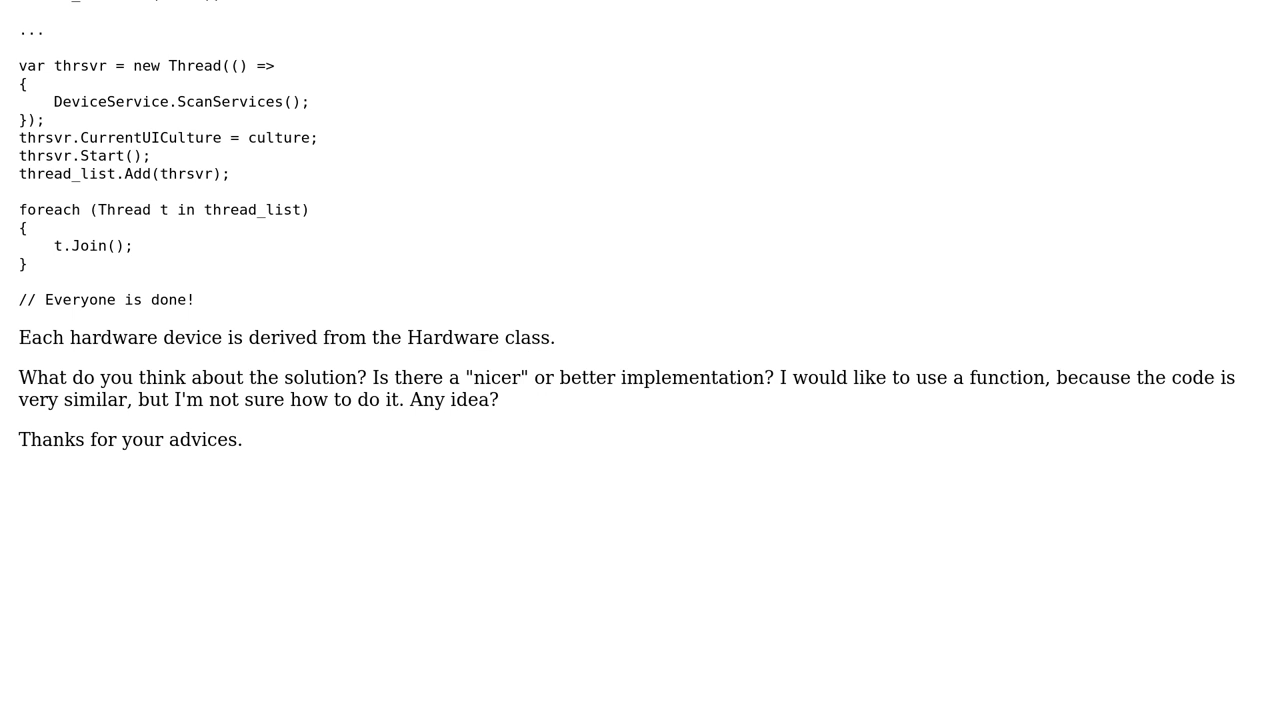 ...
var thrsvr = new Thread(() =>
{
    DeviceService.ScanServices();
});
thrsvr.CurrentUICulture = culture;
thrsvr.Start();
thread_list.Add(thrsvr);
foreach (Thread t in thread_list)
{
    t.Join();
}
// Everyone is done!
Each hardware device is derived from the Hardware class.
What do you think about the solution? Is there a "nicer" or better implementation? I would like to use a function, because the code is
very similar, but I'm not sure how to do it. Any idea?
Thanks for your advices.